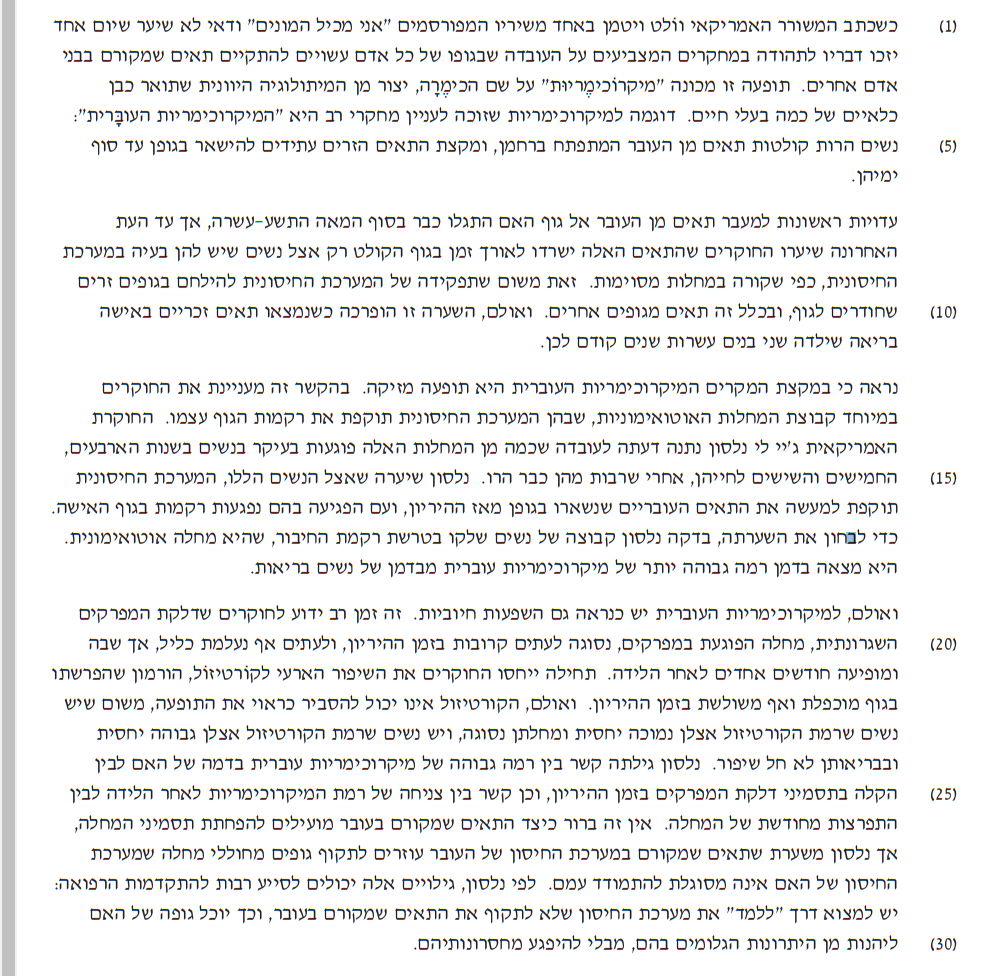 (1) כשכתב המשורר האמריקאי ווֹלט ויטמן באחד משיריו המפורסמים "אני מכיל המונים" ודאי לא שיער שיום אחד
יזכו דבריו לתהודה במחקרים המצביעים על העובדה שבגופו של כל אדם עשויים להתקיים תאים שמקורם בבני
אדם אחרים. תופעה זו מכונה "מיקרוֹכימֶריוּת" על שם הכימֶרָה, יצור מן המיתולוגיה היוונית שתואר כבן
כלאיים של כמה בעלי חיים. דוגמה למיקרוכימריות שזוכה לעניין מחקרי רב היא "המיקרוכימריות העוּבָּרית":
(5) נשים הרות קולטות תאים מן העובר המתפתח ברחמן, ומקצת התאים הזרים עתידים להישאר בגופן עד סוף
ימיהן.
עדויות ראשונות למעבר תאים מן העובר אל גוף האם התגלו כבר בסוף המאה התשע-עשרה, אך עד העת
האחרונה שיערו החוקרים שהתאים האלה ישרדו לאורך זמן בגוף הקולט רק אצל נשים שיש להן בעיה במערכת
החיסונית, כפי שקורה במחלות מסוימות. זאת משום שתפקידה של המערכת החיסונית להילחם בגופים זרים
(10) שחודרים לגוף, ובכלל זה תאים מגופים אחרים. ואולם, השערה זו הופרכה כשנמצאו תאים זכריים באישה
בריאה שילדה שני בנים עשרות שנים קודם לכן.
נראה כי במקצת המקרים המיקרוכימריות העוברית היא תופעה מזיקה. בהקשר זה מעניינת את החוקרים
במיוחד קבוצת המחלות האוטואימוניות, שבהן המערכת החיסונית תוקפת את רקמות הגוף עצמו. החוקרת
האמריקאית ג'יי לי נלסון נתנה דעתה לעובדה שכמה מן המחלות האלה פוגעות בעיקר בנשים בשנות הארבעים,
(15) החמישים והשישים לחייהן, אחרי שרבות מהן כבר הרו. נלסון שיערה שאצל הנשים הללו, המערכת החיסונית
תוקפת למעשה את התאים העובריים שנשארו בגופן מאז ההיריון, ועם הפגיעה בהם נפגעות רקמות בגוף האישה.
כדי לבחון את השערתה, בדקה נלסון קבוצה של נשים שלקו בטרשת רקמת החיבור, שהיא מחלה אוטואימונית.
היא מצאה בדמן רמה גבוהה יותר של מיקרוכימריות עוברית מבדמן של נשים בריאות.
ואולם, למיקרוכימריות העוברית יש כנראה גם השפעות חיוביות. זה זמן רב ידוע לחוקרים שדלקת המפרקים
(20) השגרונתית, מחלה הפוגעת במפרקים, נסוגה לעתים קרובות בזמן ההיריון, ולעתים אף נעלמת כליל, אך שבה
ומופיעה חודשים אחדים לאחר הלידה. תחילה ייחסו החוקרים את השיפור הארעי לקוֹרטיזוֹל, הורמון שהפרשתו
בגוף מוכפלת ואף משולשת בזמן ההיריון. ואולם, הקורטיזול אינו יכול להסביר כראוי את התופעה, משום שיש
נשים שרמת הקורטיזול אצלן נמוכה יחסית ומחלתן נסוגה, ויש נשים שרמת הקורטיזול אצלן גבוהה יחסית
ובבריאותן לא חל שיפור. נלסון גילתה קשר בין רמה גבוהה של מיקרוכימריות עוברית בדמה של האם לבין
(25) הקלה בתסמיני דלקת המפרקים בזמן ההיריון, וכן קשר בין צניחה של רמת המיקרוכימריות לאחר הלידה לבין
התפרצות מחודשת של המחלה. אין זה ברור כיצד התאים שמקורם בעובר מועילים להפחתת תסמיני המחלה,
אך נלסון משערת שתאים שמקורם במערכת החיסון של העובר עוזרים לתקוף גופים מחוללי מחלה שמערכת
החיסון של האם אינה מסוגלת להתמודד עמם. לפי נלסון, גילויים אלה יכולים לסייע רבות להתקדמות הרפואה:
יש למצוא דרך "ללמד" את מערכת החיסון שלא לתקוף את התאים שמקורם בעובר, וכך יוכל גופה של האם
(30) ליהנות מן היתרונות הגלומים בהם, מבלי להיפגע מחסרונותיהם.